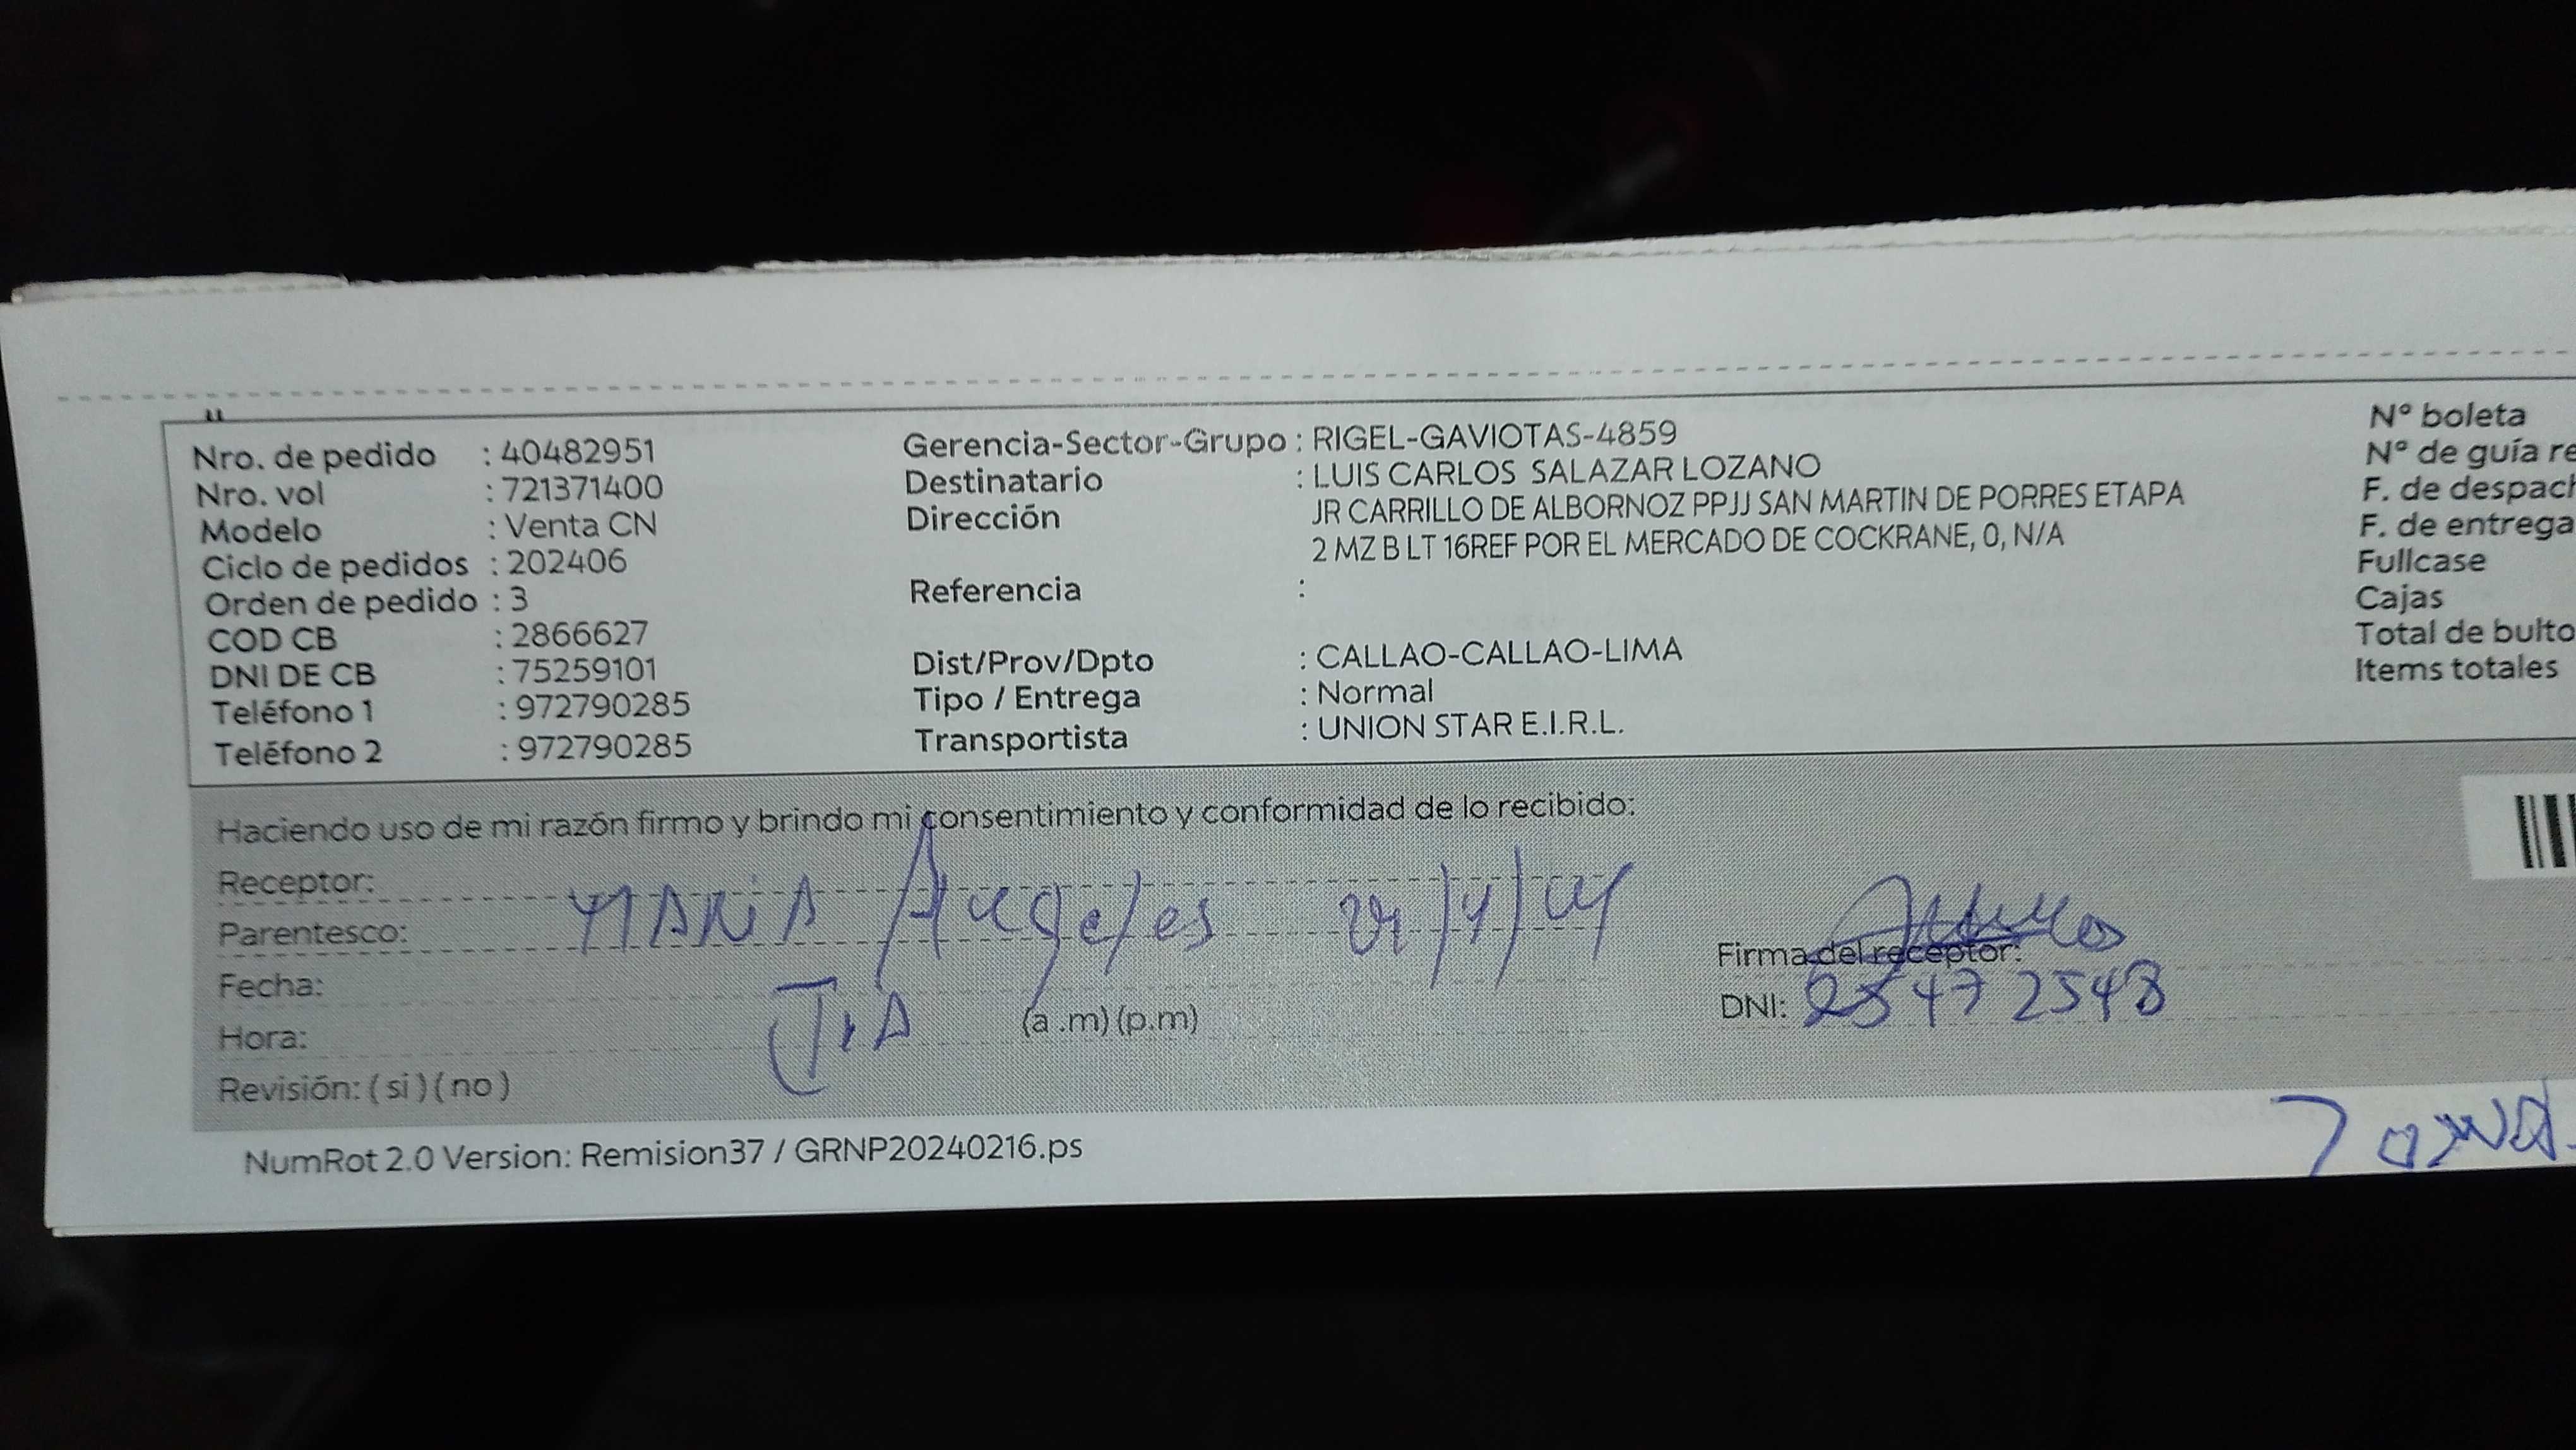 Nro. de pedido : 40482951
Nro. vol : 721371400
Modelo : Venta CN
Ciclo de pedidos : 202406
Orden de pedido : 3
COD CB : 2866627
DNI DE CB : 75259101
Teléfono 1 : 972790285
Teléfono 2 : 972790285
Gerencia-Sector-Grupo : RIGEL-GAVIOTAS-4859
Destinatario : LUIS CARLOS SALAZAR LOZANO
Dirección JR CARRILLO DE ALBORNOZ PPJJ SAN MARTIN DE PORRES ETAPA
2 MZ B LT 16REF POR EL MERCADO DE COCKRANE, 0, N/A
Referencia :
Dist/Prov/Dpto : CALLAO-CALLAO-LIMA
Tipo / Entrega : Normal
Transportista : UNION STAR E.I.R.L.
N° boleta
N° de guía re
F. de despach
F. de entrega
Fullcase
Cajas
Total de bulto
Items totales
Haciendo uso de mi razón firmo y brindo mi consentimiento y conformidad de lo recibido:
Receptor:
Parentesco: MARIA Angeles
Fecha:
Hora: TIA (a .m) (p.m)
Revisión: ( si ) ( no )
Firma del receptor:
DNI: 25472548
NumRot 2.0 Version: Remision37 / GRNP20240216.ps